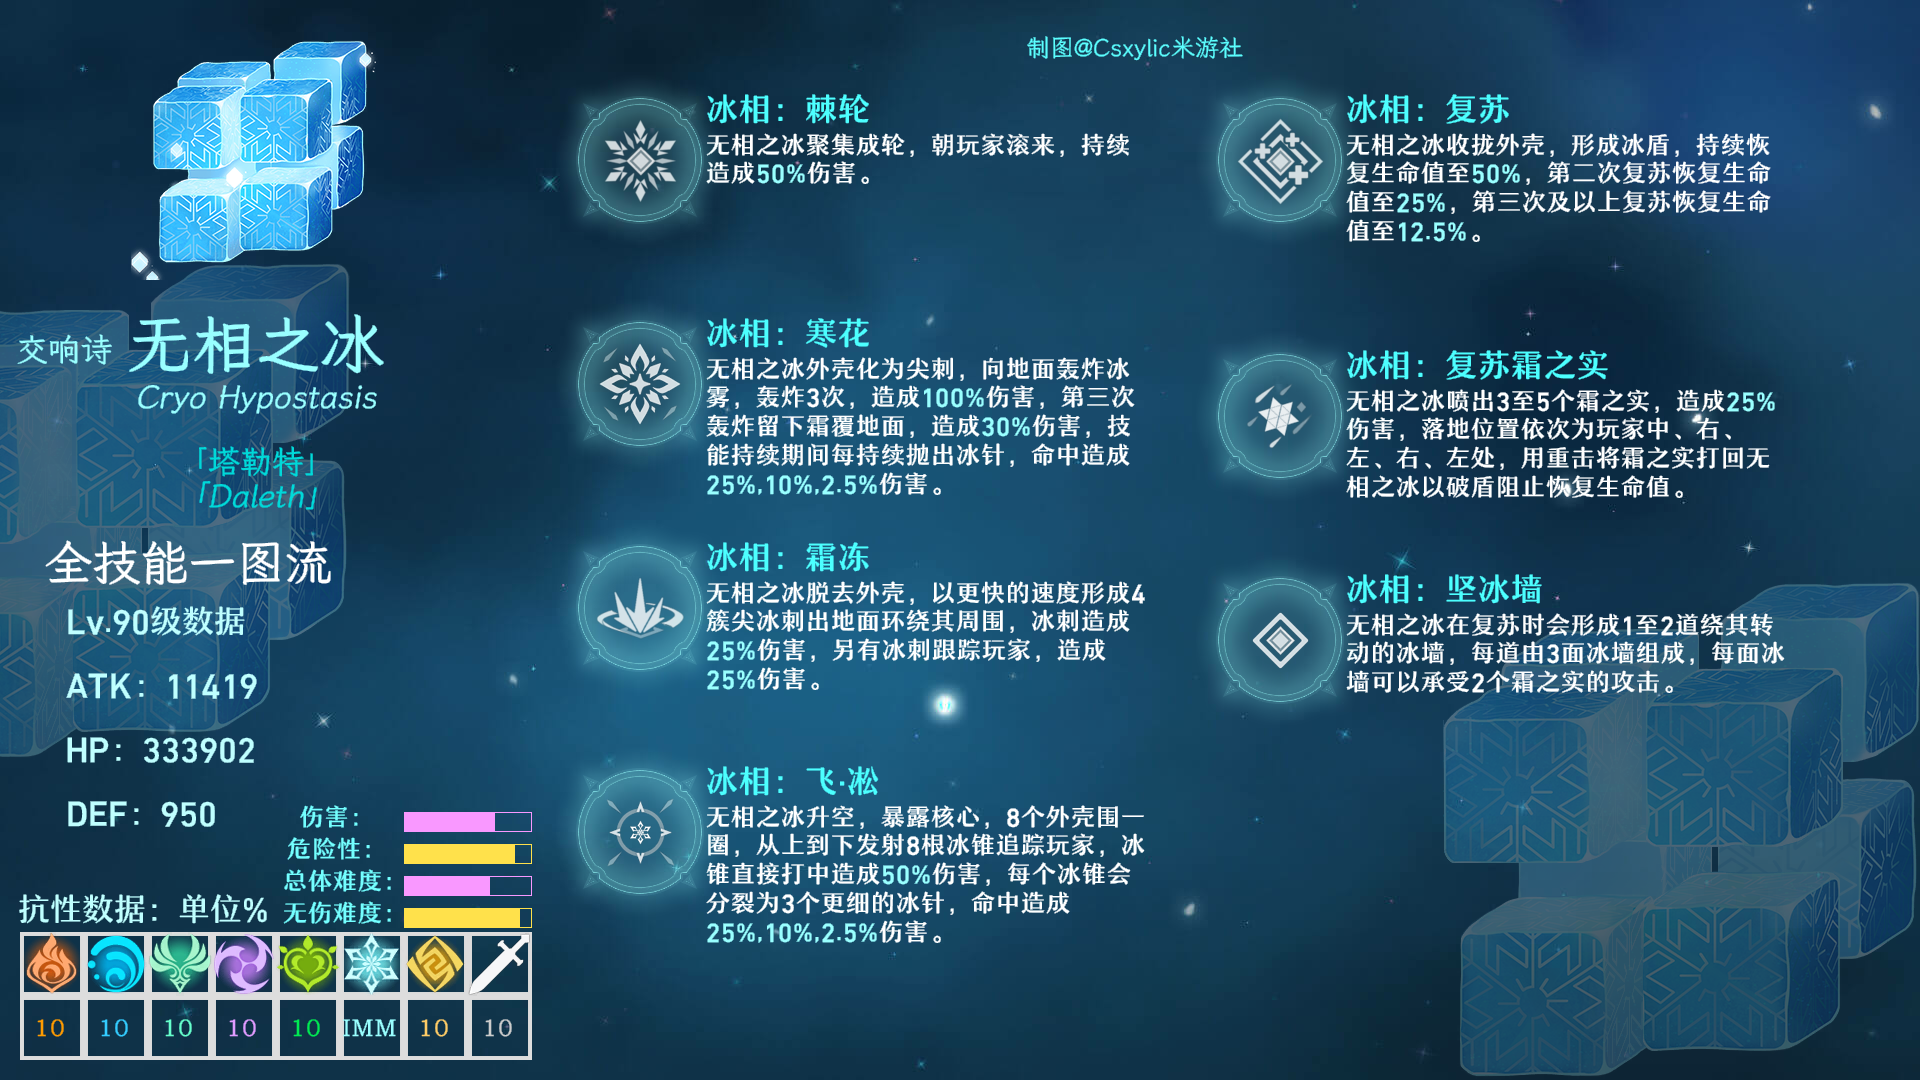 制图@Csxylic米游社
交响诗 无相之冰
Cryo Hypostasis
「塔勒特」
「Daleth」
全技能一图流
Lv.90级数据
ATK：11419
HP：333902
DEF：950
伤害：
危险性：
总体难度：
无伤难度：
抗性数据：单位%
10 10 10 10 10 IMM 10 10
冰相：棘轮
无相之冰聚集成轮，朝玩家滚来，持续
造成50%伤害。
冰相：寒花
无相之冰外壳化为尖刺，向地面轰炸冰
雾，轰炸3次，造成100%伤害，第三次
轰炸留下霜覆地面，造成30%伤害，技
能持续期间每持续抛出冰针，命中造成
25%,10%,2.5%伤害。
冰相：霜冻
无相之冰脱去外壳，以更快的速度形成4
簇尖冰刺出地面环绕其周围，冰刺造成
25%伤害，另有冰刺跟踪玩家，造成
25%伤害。
冰相：飞·凇
无相之冰升空，暴露核心，8个外壳围一
圈，从上到下发射8根冰锥追踪玩家，冰
锥直接打中造成50%伤害，每个冰锥会
分裂为3个更细的冰针，命中造成
25%,10%,2.5%伤害。
冰相：复苏
无相之冰收拢外壳，形成冰盾，持续恢
复生命值至50%，第二次复苏恢复生命
值至25%，第三次及以上复苏恢复生命
值至12.5%。
冰相：复苏霜之实
无相之冰喷出3至5个霜之实，造成25%
伤害，落地位置依次为玩家中、右、
左、右、左处，用重击将霜之实打回无
相之冰以破盾阻止恢复生命值。
冰相：坚冰墙
无相之冰在复苏时会形成1至2道绕其转
动的冰墙，每道由3面冰墙组成，每面冰
墙可以承受2个霜之实的攻击。